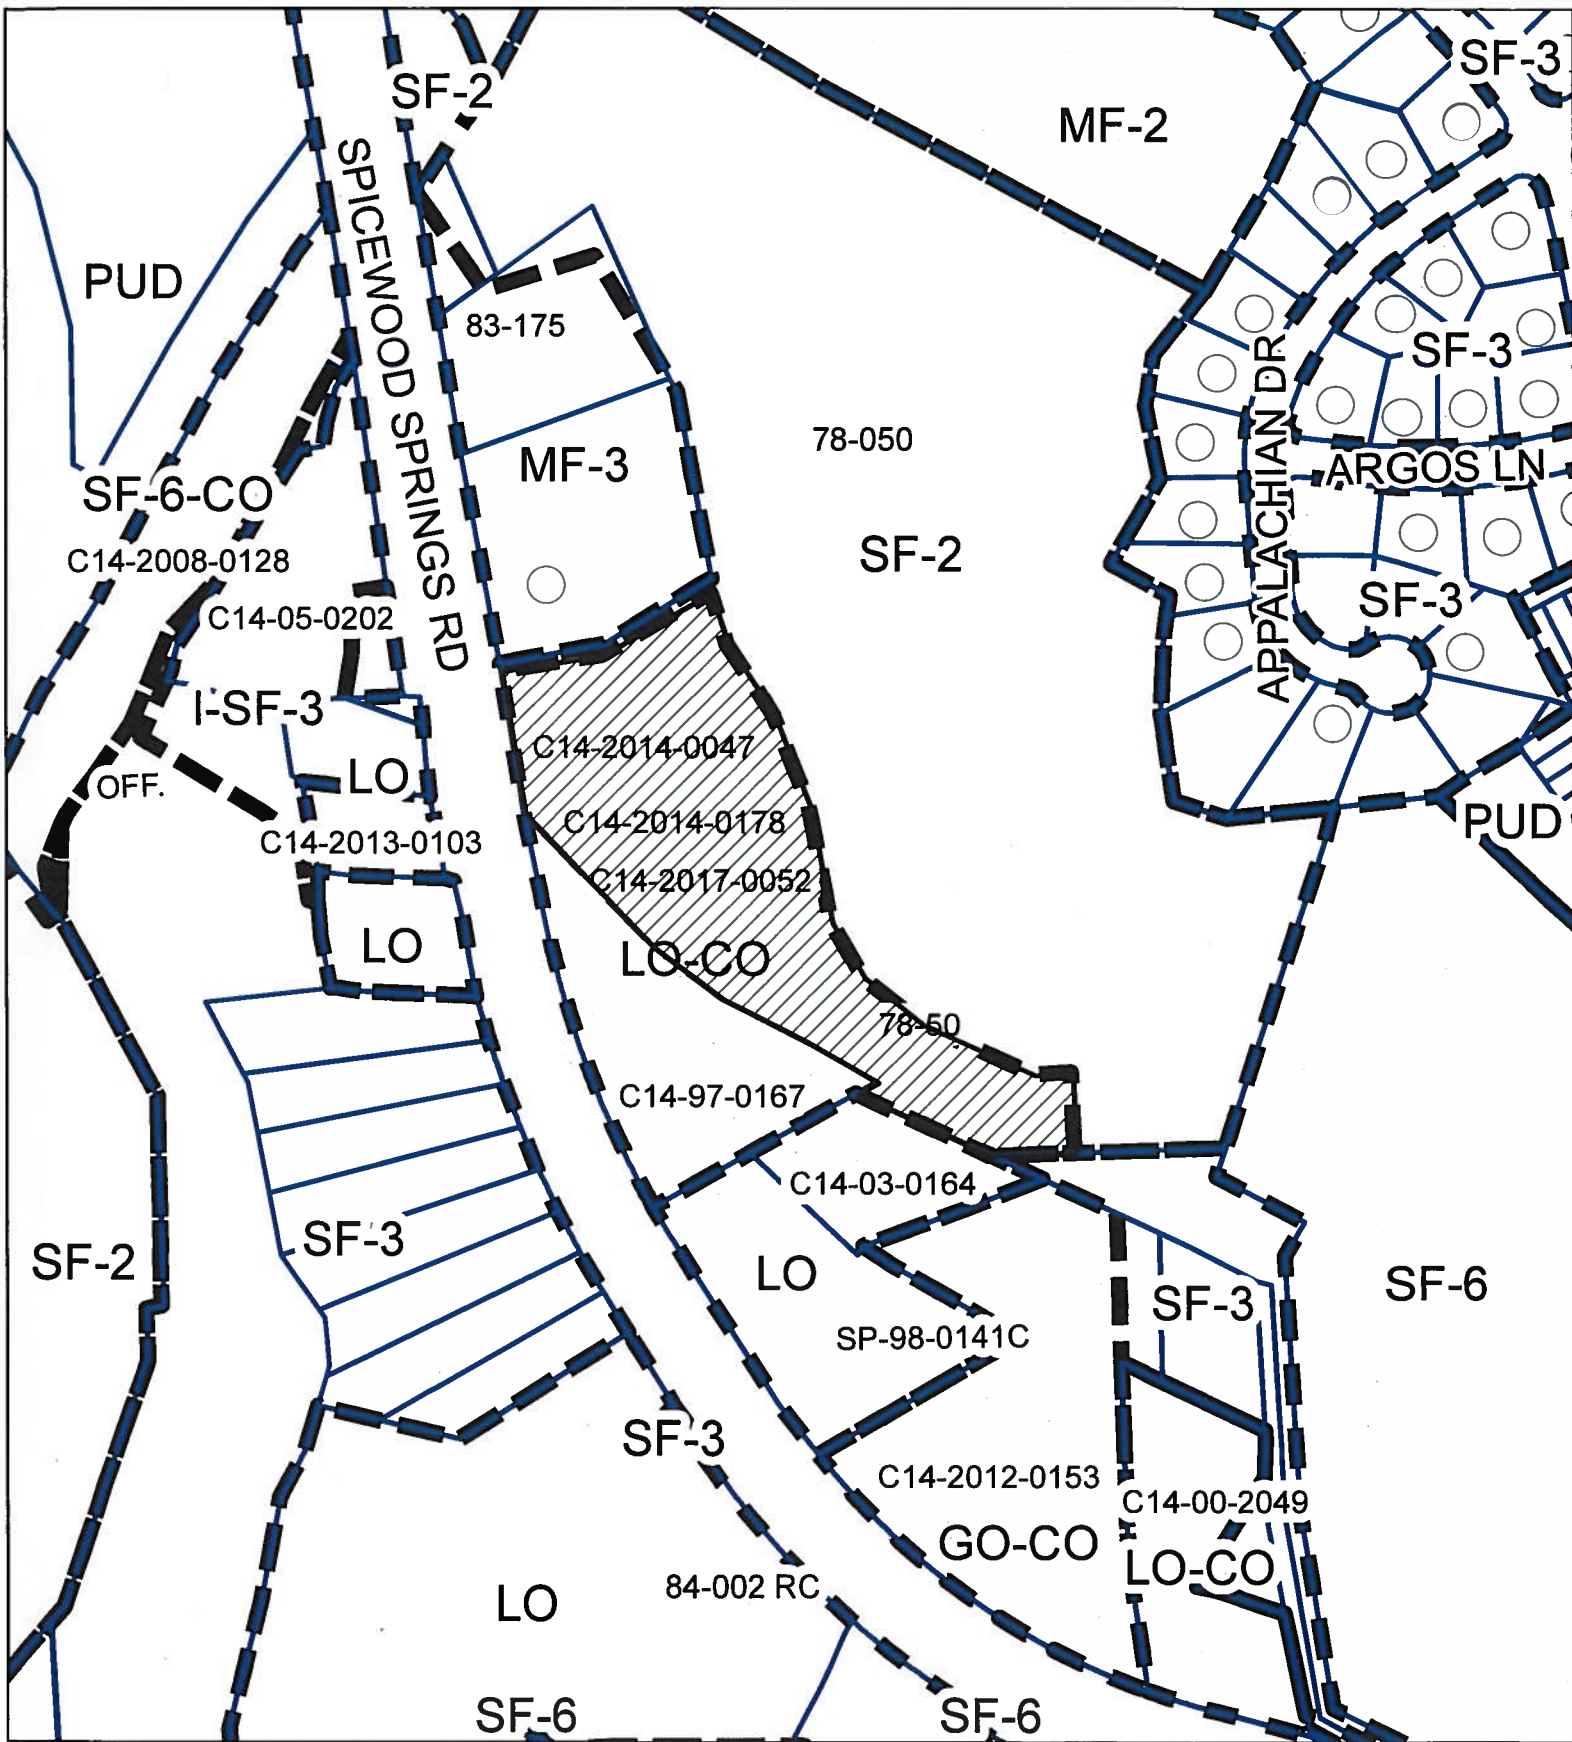 SF-3
SF-2
MF-2
SPICEWOOD SPRINGS RD
PUD
83-175
SF-3
APPALACHIAN DR
78-050
MF-3
ARGOS LN
SF-6-CO
C14-2008-0128
SF-2
SF-3
C14-05-0202
I-SF-3
C14-2014-0047
LO
OFF.
C14-2014-0178
PUD
C14-2013-0103
C14-2017-0052
LO
LO-CO
78-50
C14-97-0167
C14-03-0164
SF-3
SF-2
LO
SF-6
SF-3
SP-98-0141C
SF-3
C14-2012-0153
C14-00-2049
GO-CO
LO-CO
84-002 RC
LO
SF-6
SF-6